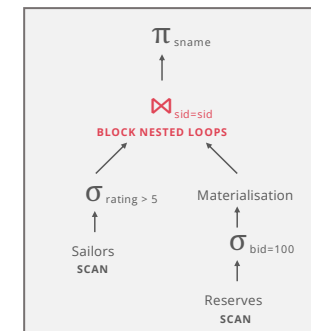 π sname
⋈ sid=sid
BLOCK NESTED LOOPS
σ rating > 5
Materialisation
Sailors
SCAN
σ bid=100
Reserves
SCAN